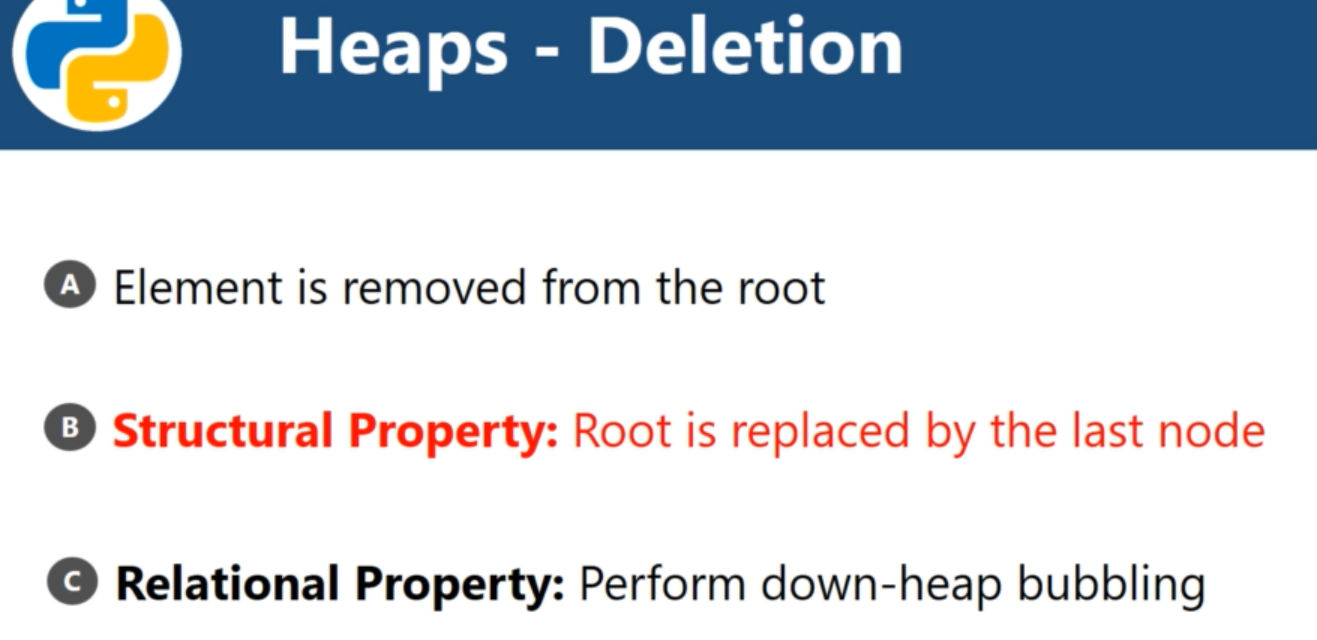 Heaps - Deletion
A Element is removed from the root
B Structural Property: Root is replaced by the last node
C Relational Property: Perform down-heap bubbling